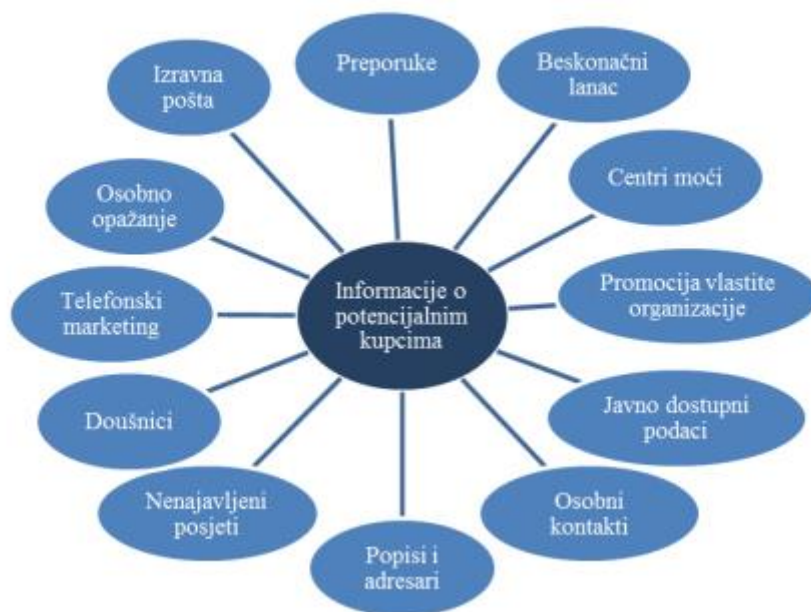 Preporuke
Beskonačni
lanac
Centri moći
Promocija vlastite
organizacije
Javno dostupni
podaci
Osobni
kontakti
Popisi i
adresari
Nenajavljeni
posjeti
Doušnici
Telefonski
marketing
Osobno
opažanje
Izravna
pošta
Informacije o
potencijalnim
kupcima